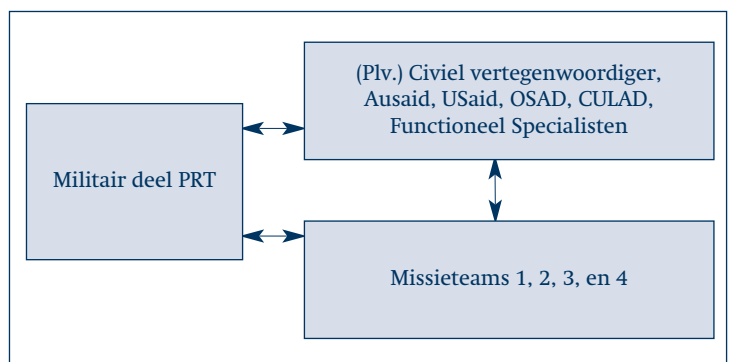 (Plv.) Civiel vertegenwoordiger,
Ausaid, USaid, OSAD, CULAD,
Functioneel Specialisten
Militair deel PRT
Missieteams 1, 2, 3, en 4